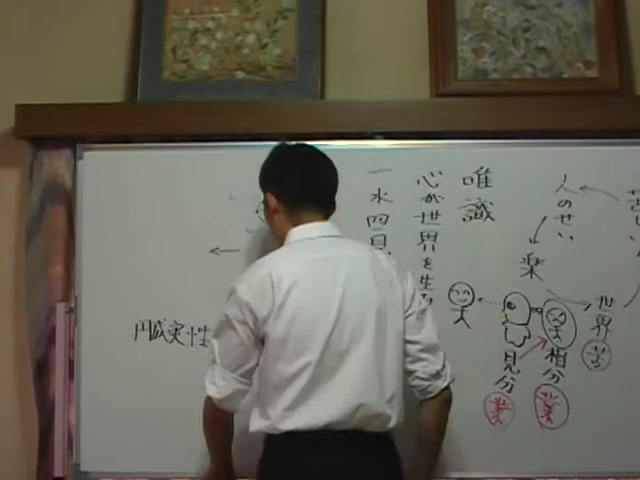 人のせい
楽
世界
業
相分
業
見分
業
唯識
心が世界を生
一水四見
円成実性